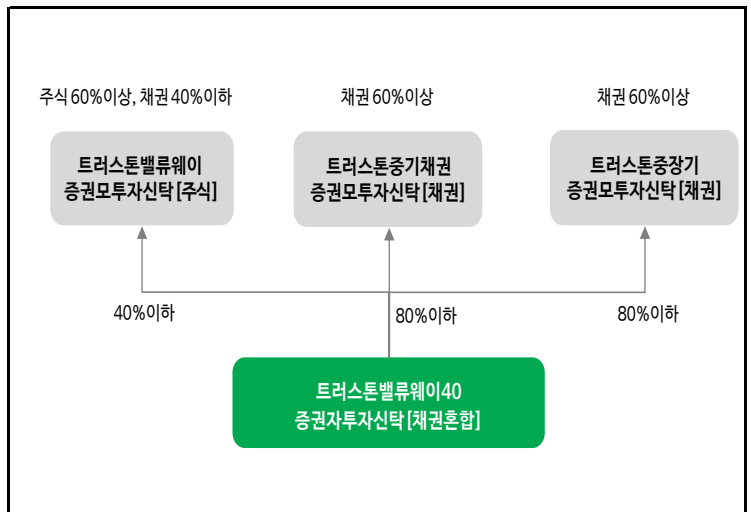 주식 60%이상, 채권 40%이하
채권 60%이상
채권 60%이상
트러스톤밸류웨이
증권모투자신탁 [주식]
트러스톤중기채권
증권모투자신탁 [채권]
트러스톤중장기
증권모투자신탁 [채권]
40%이하
80%이하
80%이하
트러스톤밸류웨이40
증권자투자신탁 [채권혼합]